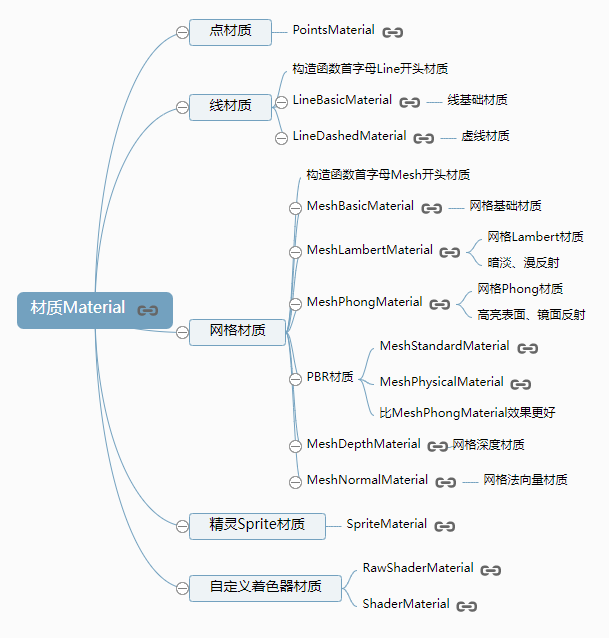 点材质
PointsMaterial
构造函数首字母Line开头材质
线材质
LineBasicMaterial
线基础材质
LineDashedMaterial
虚线材质
构造函数首字母Mesh开头材质
MeshBasicMaterial
网格基础材质
MeshLambertMaterial
网格Lambert材质
暗淡、漫反射
材质Material
网格材质
MeshPhongMaterial
网格Phong材质
高亮表面、镜面反射
PBR材质
MeshStandardMaterial
MeshPhysicalMaterial
比MeshPhongMaterial效果更好
MeshDepthMaterial
网格深度材质
MeshNormalMaterial
网格法向量材质
精灵Sprite材质
SpriteMaterial
自定义着色器材质
RawShaderMaterial
ShaderMaterial